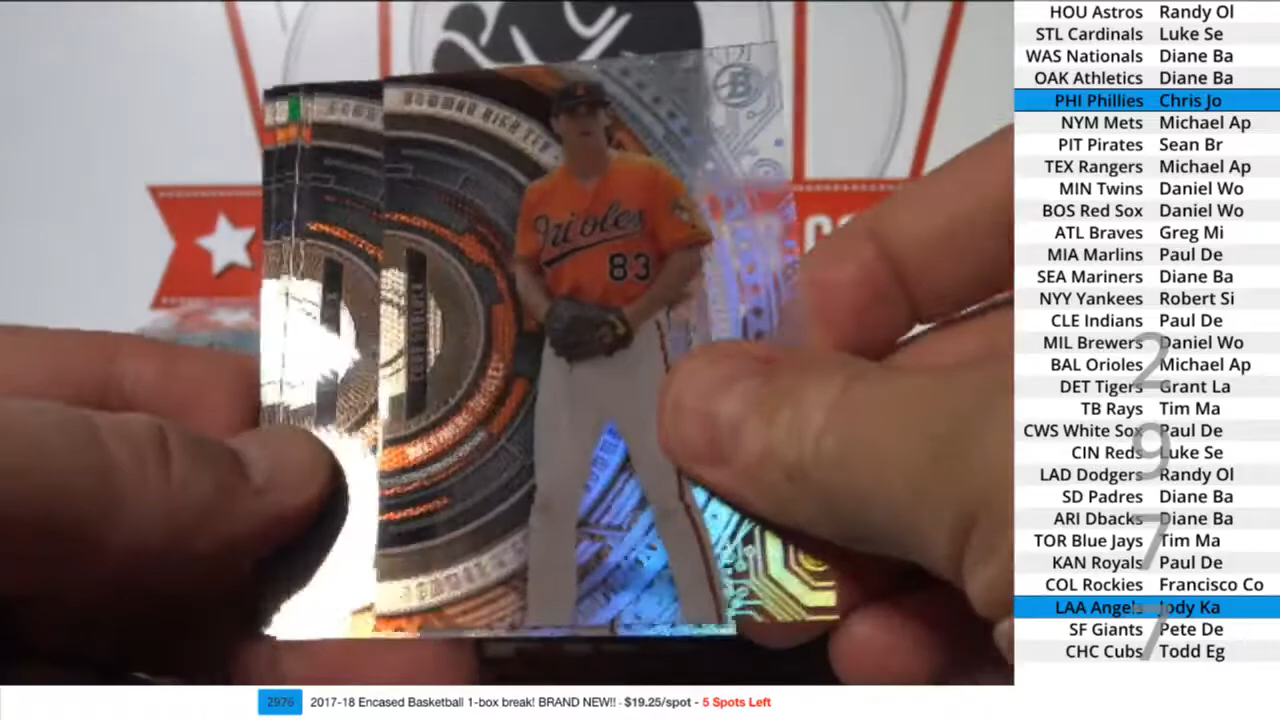 Orioles
83
B
HOU Astros Randy Ol
STL Cardinals Luke Se
WAS Nationals Diane Ba
OAK Athletics Diane Ba
PHI Phillies Chris Jo
NYM Mets Michael Ap
PIT Pirates Sean Br
TEX Rangers Michael Ap
MIN Twins Daniel Wo
BOS Red Sox Daniel Wo
ATL Braves Greg Mi
MIA Marlins Paul De
SEA Mariners Diane Ba
NYY Yankees Robert Si
CLE Indians Paul De
MIL Brewers Daniel Wo
BAL Orioles Michael Ap
DET Tigers Grant La
TB Rays Tim Ma
CWS White Sox Paul De
CIN Reds Luke Se
LAD Dodgers Randy Ol
SD Padres Diane Ba
ARI Dbacks Diane Ba
TOR Blue Jays Tim Ma
KAN Royals Paul De
COL Rockies Francisco Co
LAA Angels Jody Ka
SF Giants Pete De
CHC Cubs Todd Eg
2
9
7
7
2976 2017-18 Encased Basketball 1-box break! BRAND NEW!! - $19.25/spot - 5 Spots Left